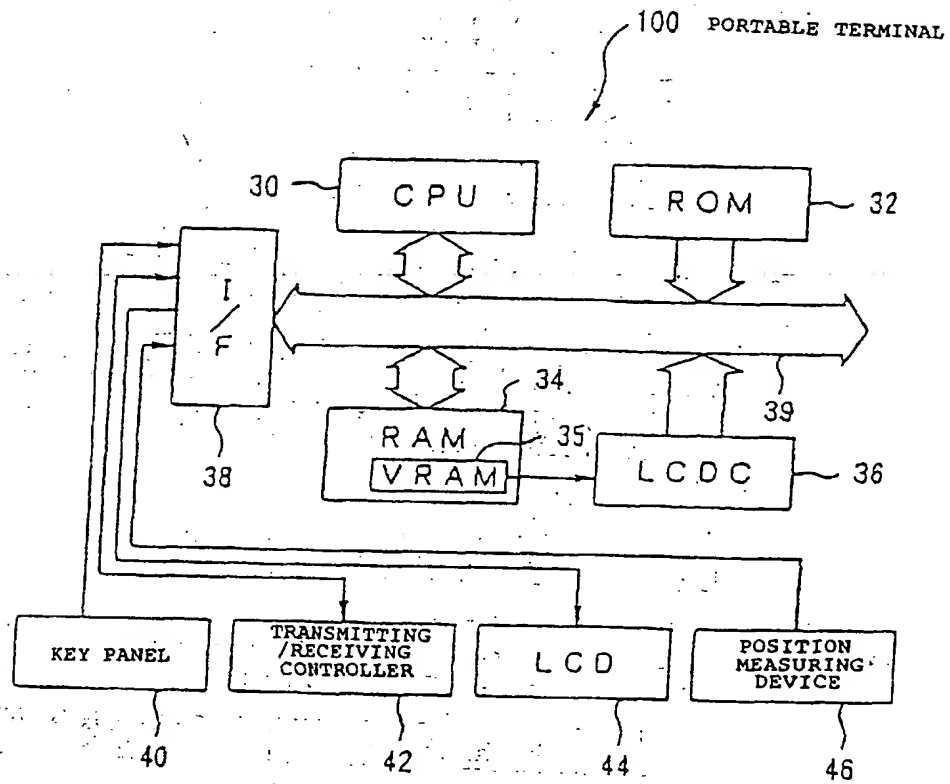 100 PORTABLE TERMINAL
30
CPU
ROM
32
I/F
34
RAM
35
VRAM
39
LCDC
36
38
KEY PANEL
TRANSMITTING
/RECEIVING
CONTROLLER
LCD
POSITION
MEASURING
DEVICE
40
42
44
46